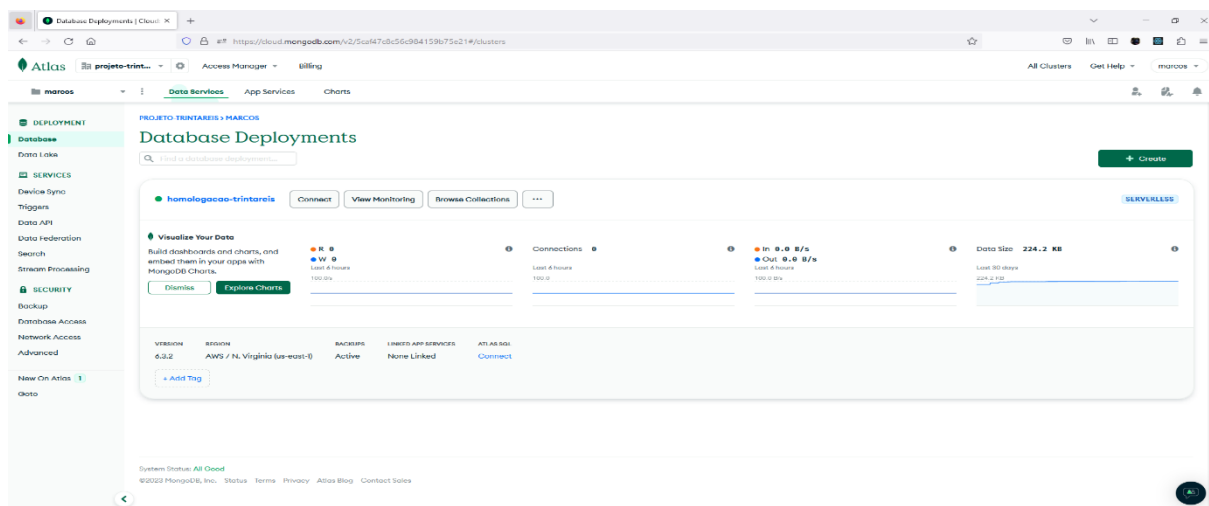 Database Deployments | Cloud: ×
https://cloud.mongodb.com/v2/5caf47c8c56c984159b75e21#/clusters
Atlas projeto-trint... Access Manager Billing All Clusters Get Help marcos
marcos Data Services App Services Charts
DEPLOYMENT
Database
Data Lake
SERVICES
Device Sync
Triggers
Data API
Data Federation
Search
Stream Processing
SECURITY
Backup
Database Access
Network Access
Advanced
New On Atlas 1
Goto
PROJETO-TRINTAREIS > MARCOS
Database Deployments
Find a database deployment...
+ Create
homologacao-trintareis Connect View Monitoring Browse Collections ... SERVERLESS
Visualize Your Data
Build dashboards and charts, and
embed them in your apps with
MongoDB Charts.
Dismiss Explore Charts
R 0
W 0
Last 6 hours
100.0/s
Connections 0
Last 6 hours
100.0
In 0.0 B/s
Out 0.0 B/s
Last 6 hours
100.0 B/s
Data Size 224.2 KB
Last 30 days
224.2 KB
VERSION REGION BACKUPS LINKED APP SERVICES ATLAS SQL
6.3.2 AWS / N. Virginia (us-east-1) Active None Linked Connect
+ Add Tag
System Status: All Good
©2023 MongoDB, Inc. Status Terms Privacy Atlas Blog Contact Sales